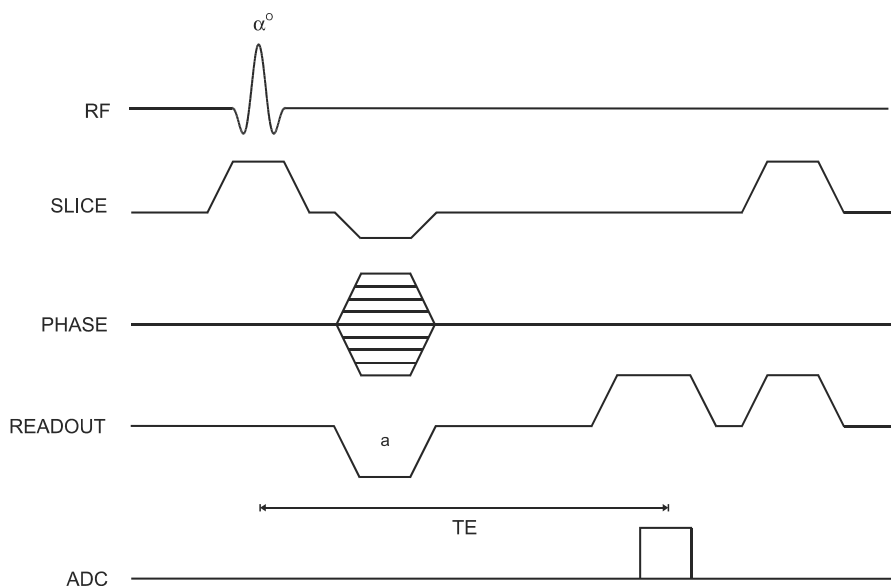 α°
RF
SLICE
PHASE
READOUT
a
TE
ADC